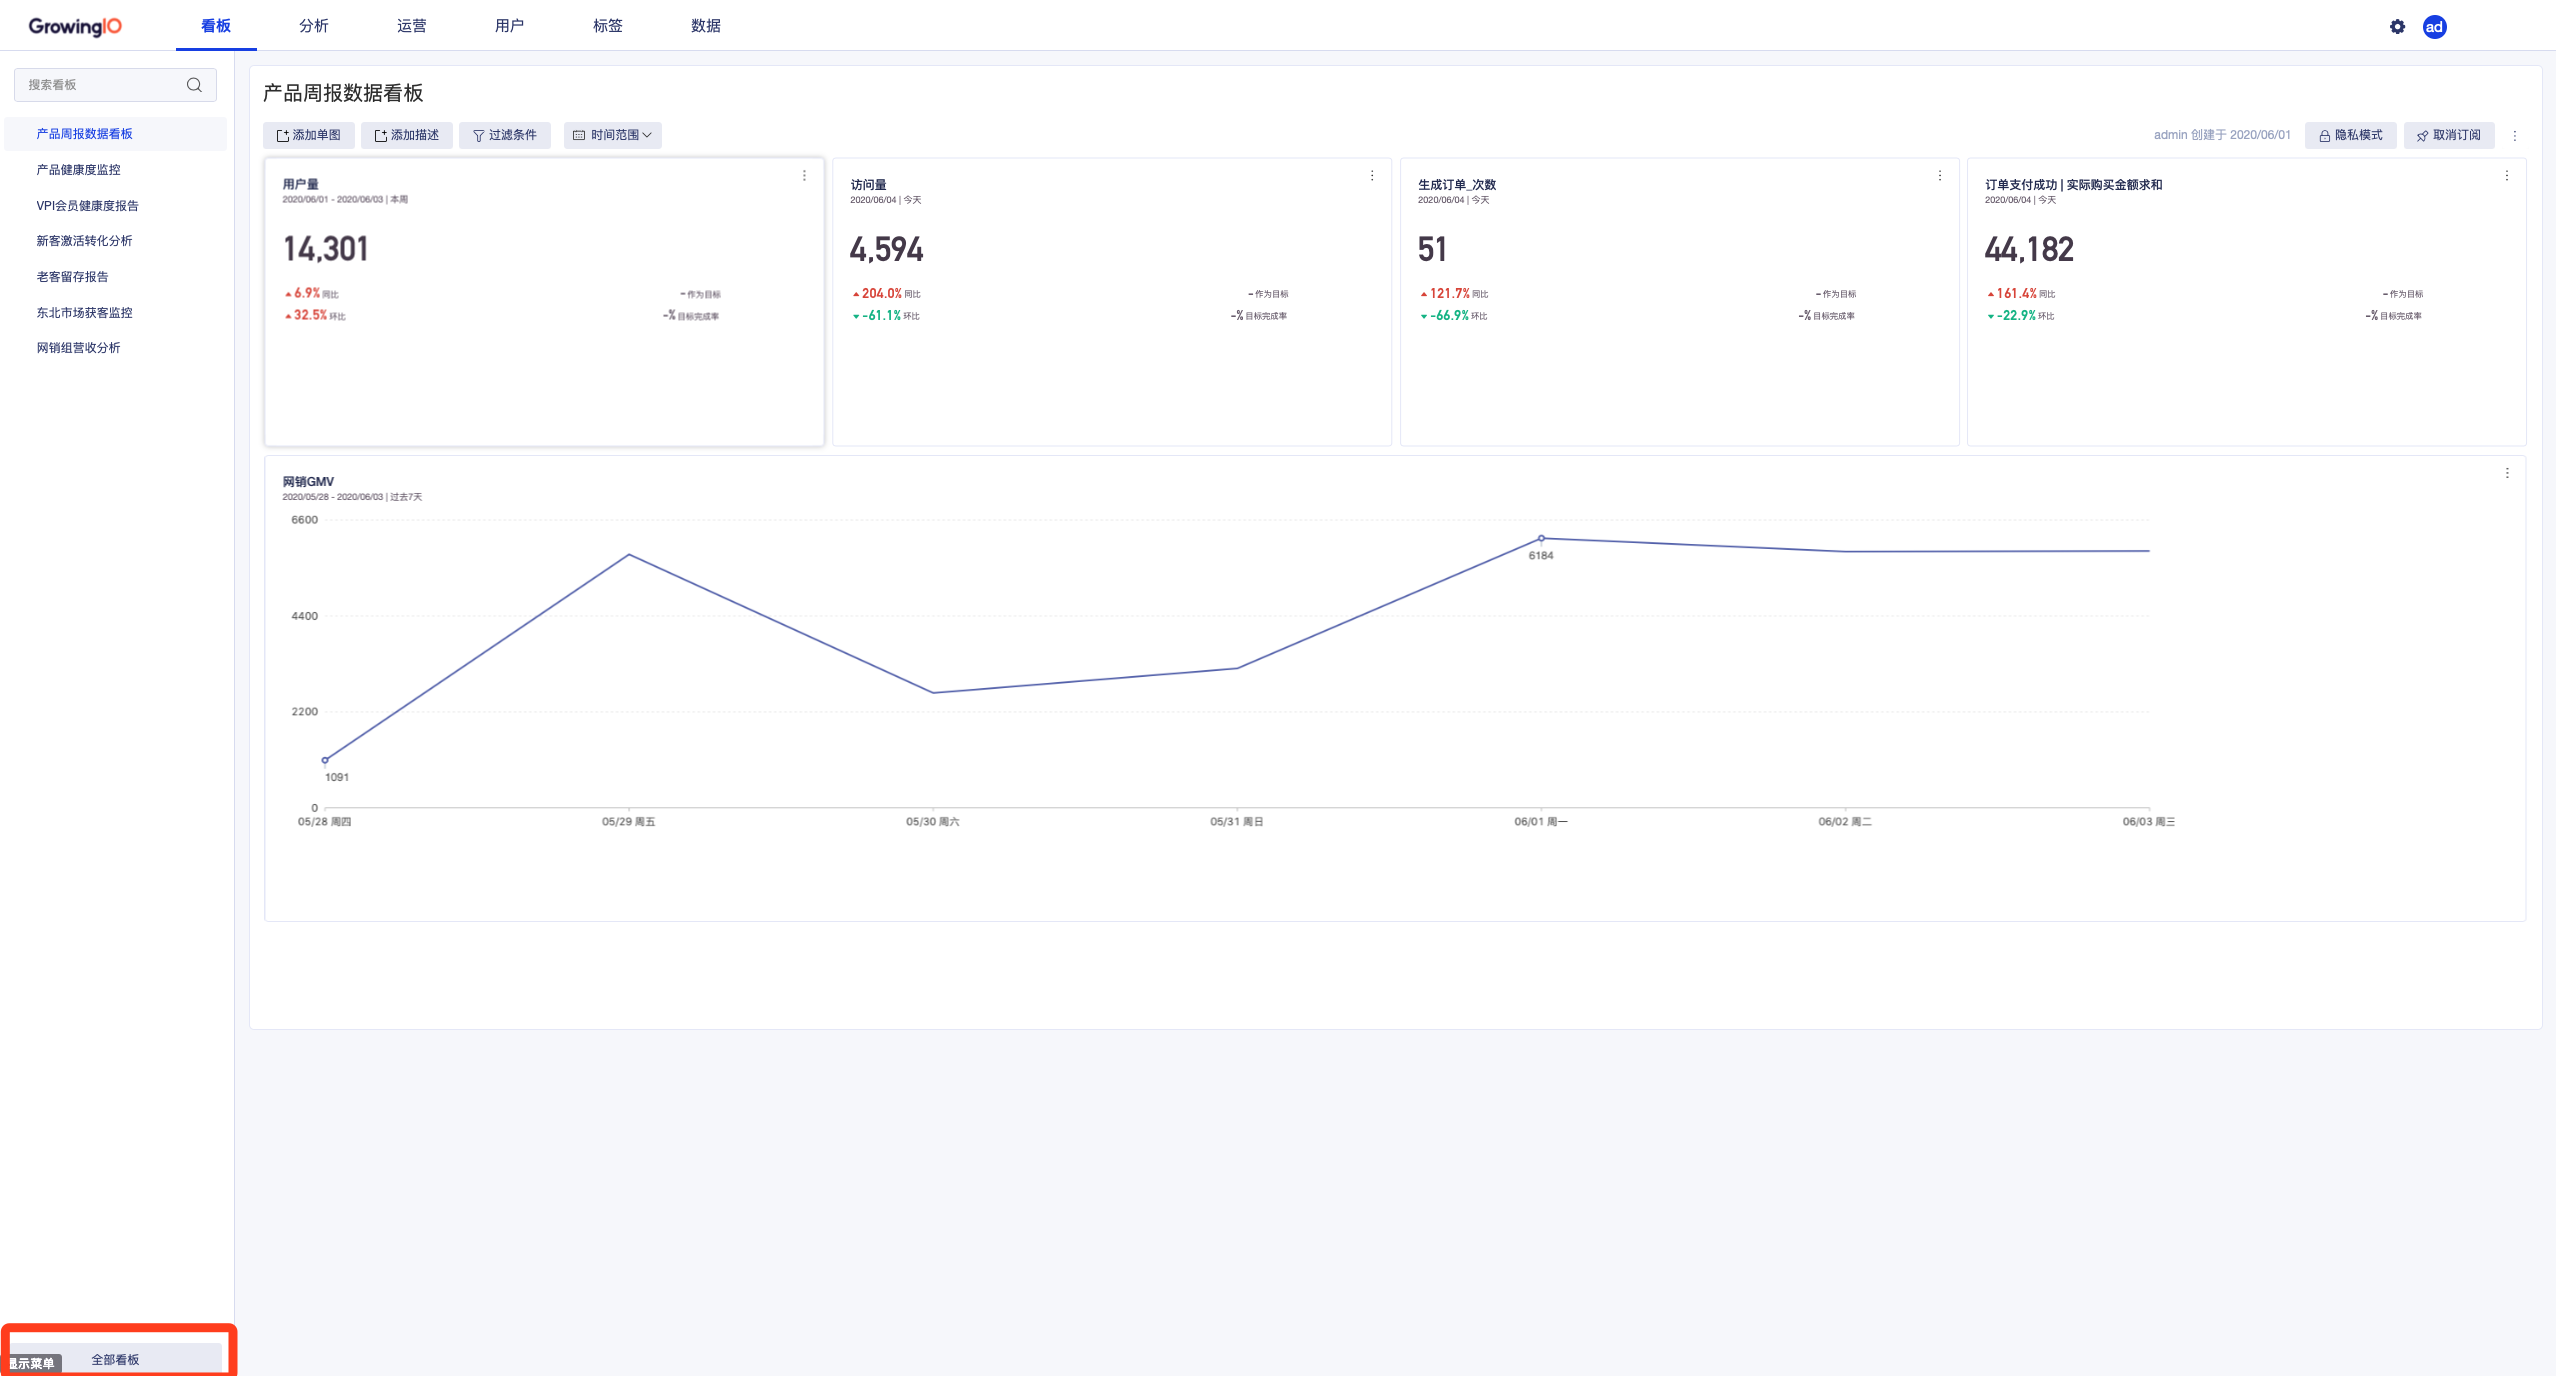 GrowingIO
看板
分析
运营
用户
标签
数据
ad
搜索看板
产品周报数据看板
产品健康度监控
VPI会员健康度报告
新客激活转化分析
老客留存报告
东北市场获客监控
网销组营收分析
产品周报数据看板
添加单图
添加描述
过滤条件
时间范围
admin 创建于 2020/06/01
隐私模式
取消订阅
用户量
2020/06/01 - 2020/06/03 | 本周
14,301
6.9% 同比
- 作为目标
32.5% 环比
-% 目标完成率
访问量
2020/06/04 | 今天
4,594
204.0% 同比
- 作为目标
-61.1% 环比
-% 目标完成率
生成订单_次数
2020/06/04 | 今天
51
121.7% 同比
- 作为目标
-66.9% 环比
-% 目标完成率
订单支付成功 | 实际购买金额求和
2020/06/04 | 今天
44,182
161.4% 同比
- 作为目标
-22.9% 环比
-% 目标完成率
网销GMV
2020/05/28 - 2020/06/03 | 过去7天
6600
4400
2200
0
6184
1091
05/28 周四
05/29 周五
05/30 周六
05/31 周日
06/01 周一
06/02 周二
06/03 周三
显示菜单
全部看板